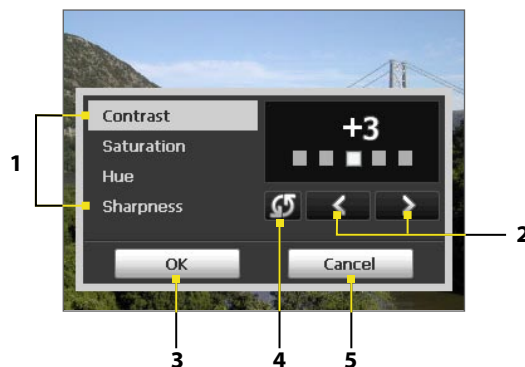 Contrast
+3
Saturation
Hue
Sharpness
OK
Cancel
1
2
3
4
5